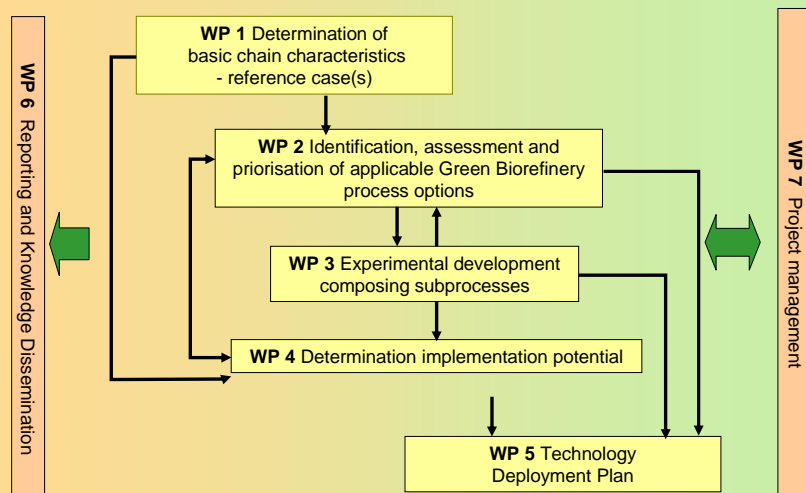 WP 1 Determination of
basic chain characteristics
- reference case(s)
WP 2 Identification, assessment and
priorisation of applicable Green Biorefinery
process options
WP 3 Experimental development
composing subprocesses
WP 4 Determination implementation potential
WP 5 Technology
Deployment Plan
WP 6 Reporting and Knowledge Dissemination
WP 7 Project management